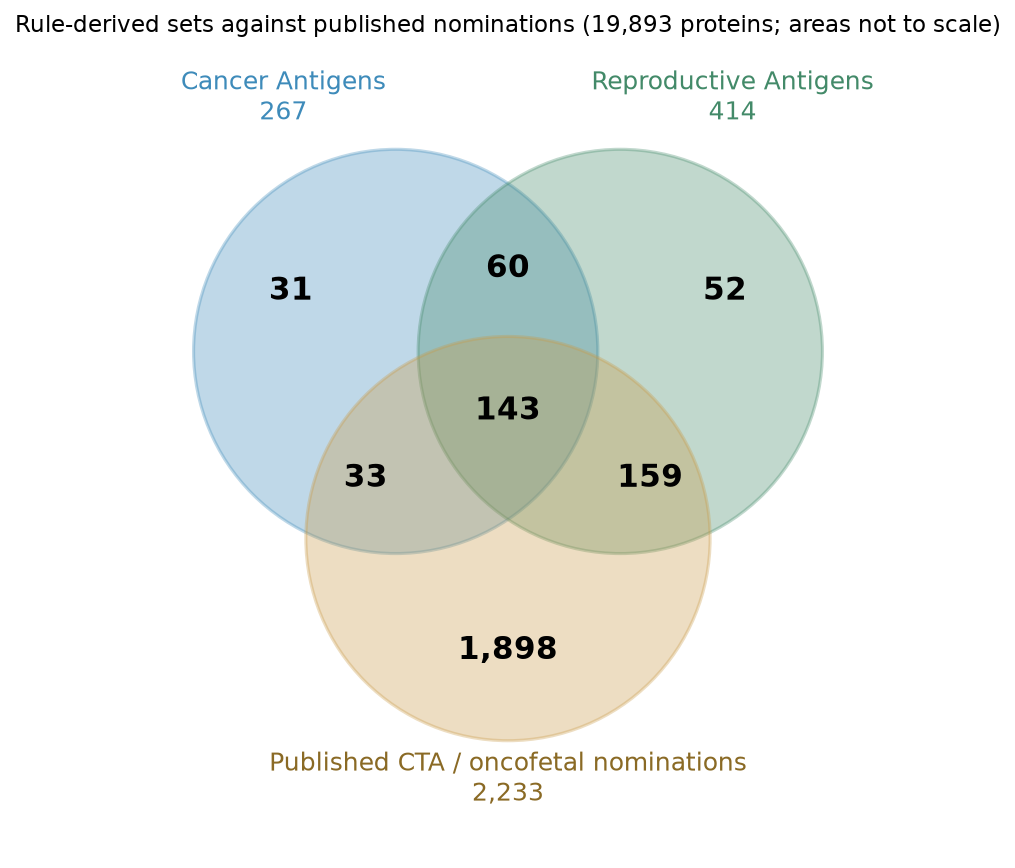 Rule-derived sets against published nominations (19,893 proteins; areas not to scale)
Cancer Antigens
267
Reproductive Antigens
414
31
60
52
143
33
159
1,898
Published CTA / oncofetal nominations
2,233